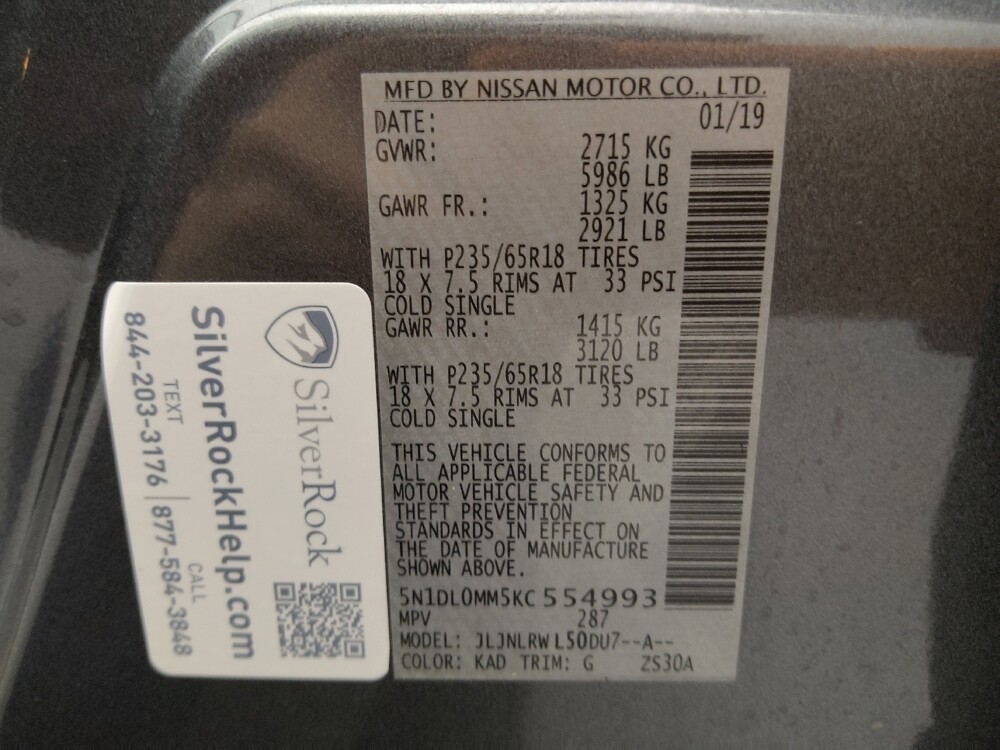 MFD BY NISSAN MOTOR CO., LTD.
DATE: 01/19
GVWR: 2715 KG
5986 LB
GAWR FR.: 1325 KG
2921 LB
WITH P235/65R18 TIRES
18 X 7.5 RIMS AT 33 PSI
COLD SINGLE
GAWR RR.: 1415 KG
3120 LB
WITH P235/65R18 TIRES
18 X 7.5 RIMS AT 33 PSI
COLD SINGLE
THIS VEHICLE CONFORMS TO
ALL APPLICABLE FEDERAL
MOTOR VEHICLE SAFETY AND
THEFT PREVENTION
STANDARDS IN EFFECT ON
THE DATE OF MANUFACTURE
SHOWN ABOVE.
5N1DL0MM5KC 554993
MPV 287
MODEL: JLJNLRW L50DU7--A--
COLOR: KAD TRIM: G ZS30A
SilverRock
SilverRockHelp.com
TEXT CALL
844-203-3176 | 877-584-3848